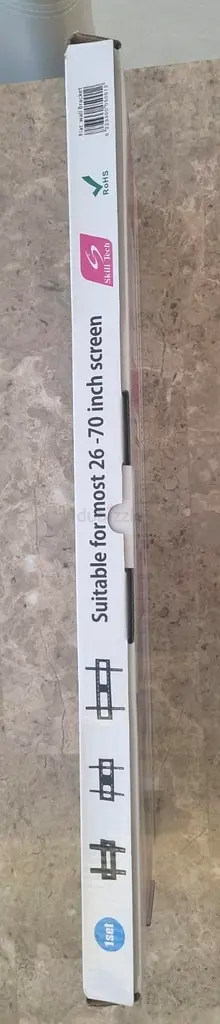 flat wall bracket
RoHS
Skill Tech
Suitable for most 26 -70 inch screen
1set